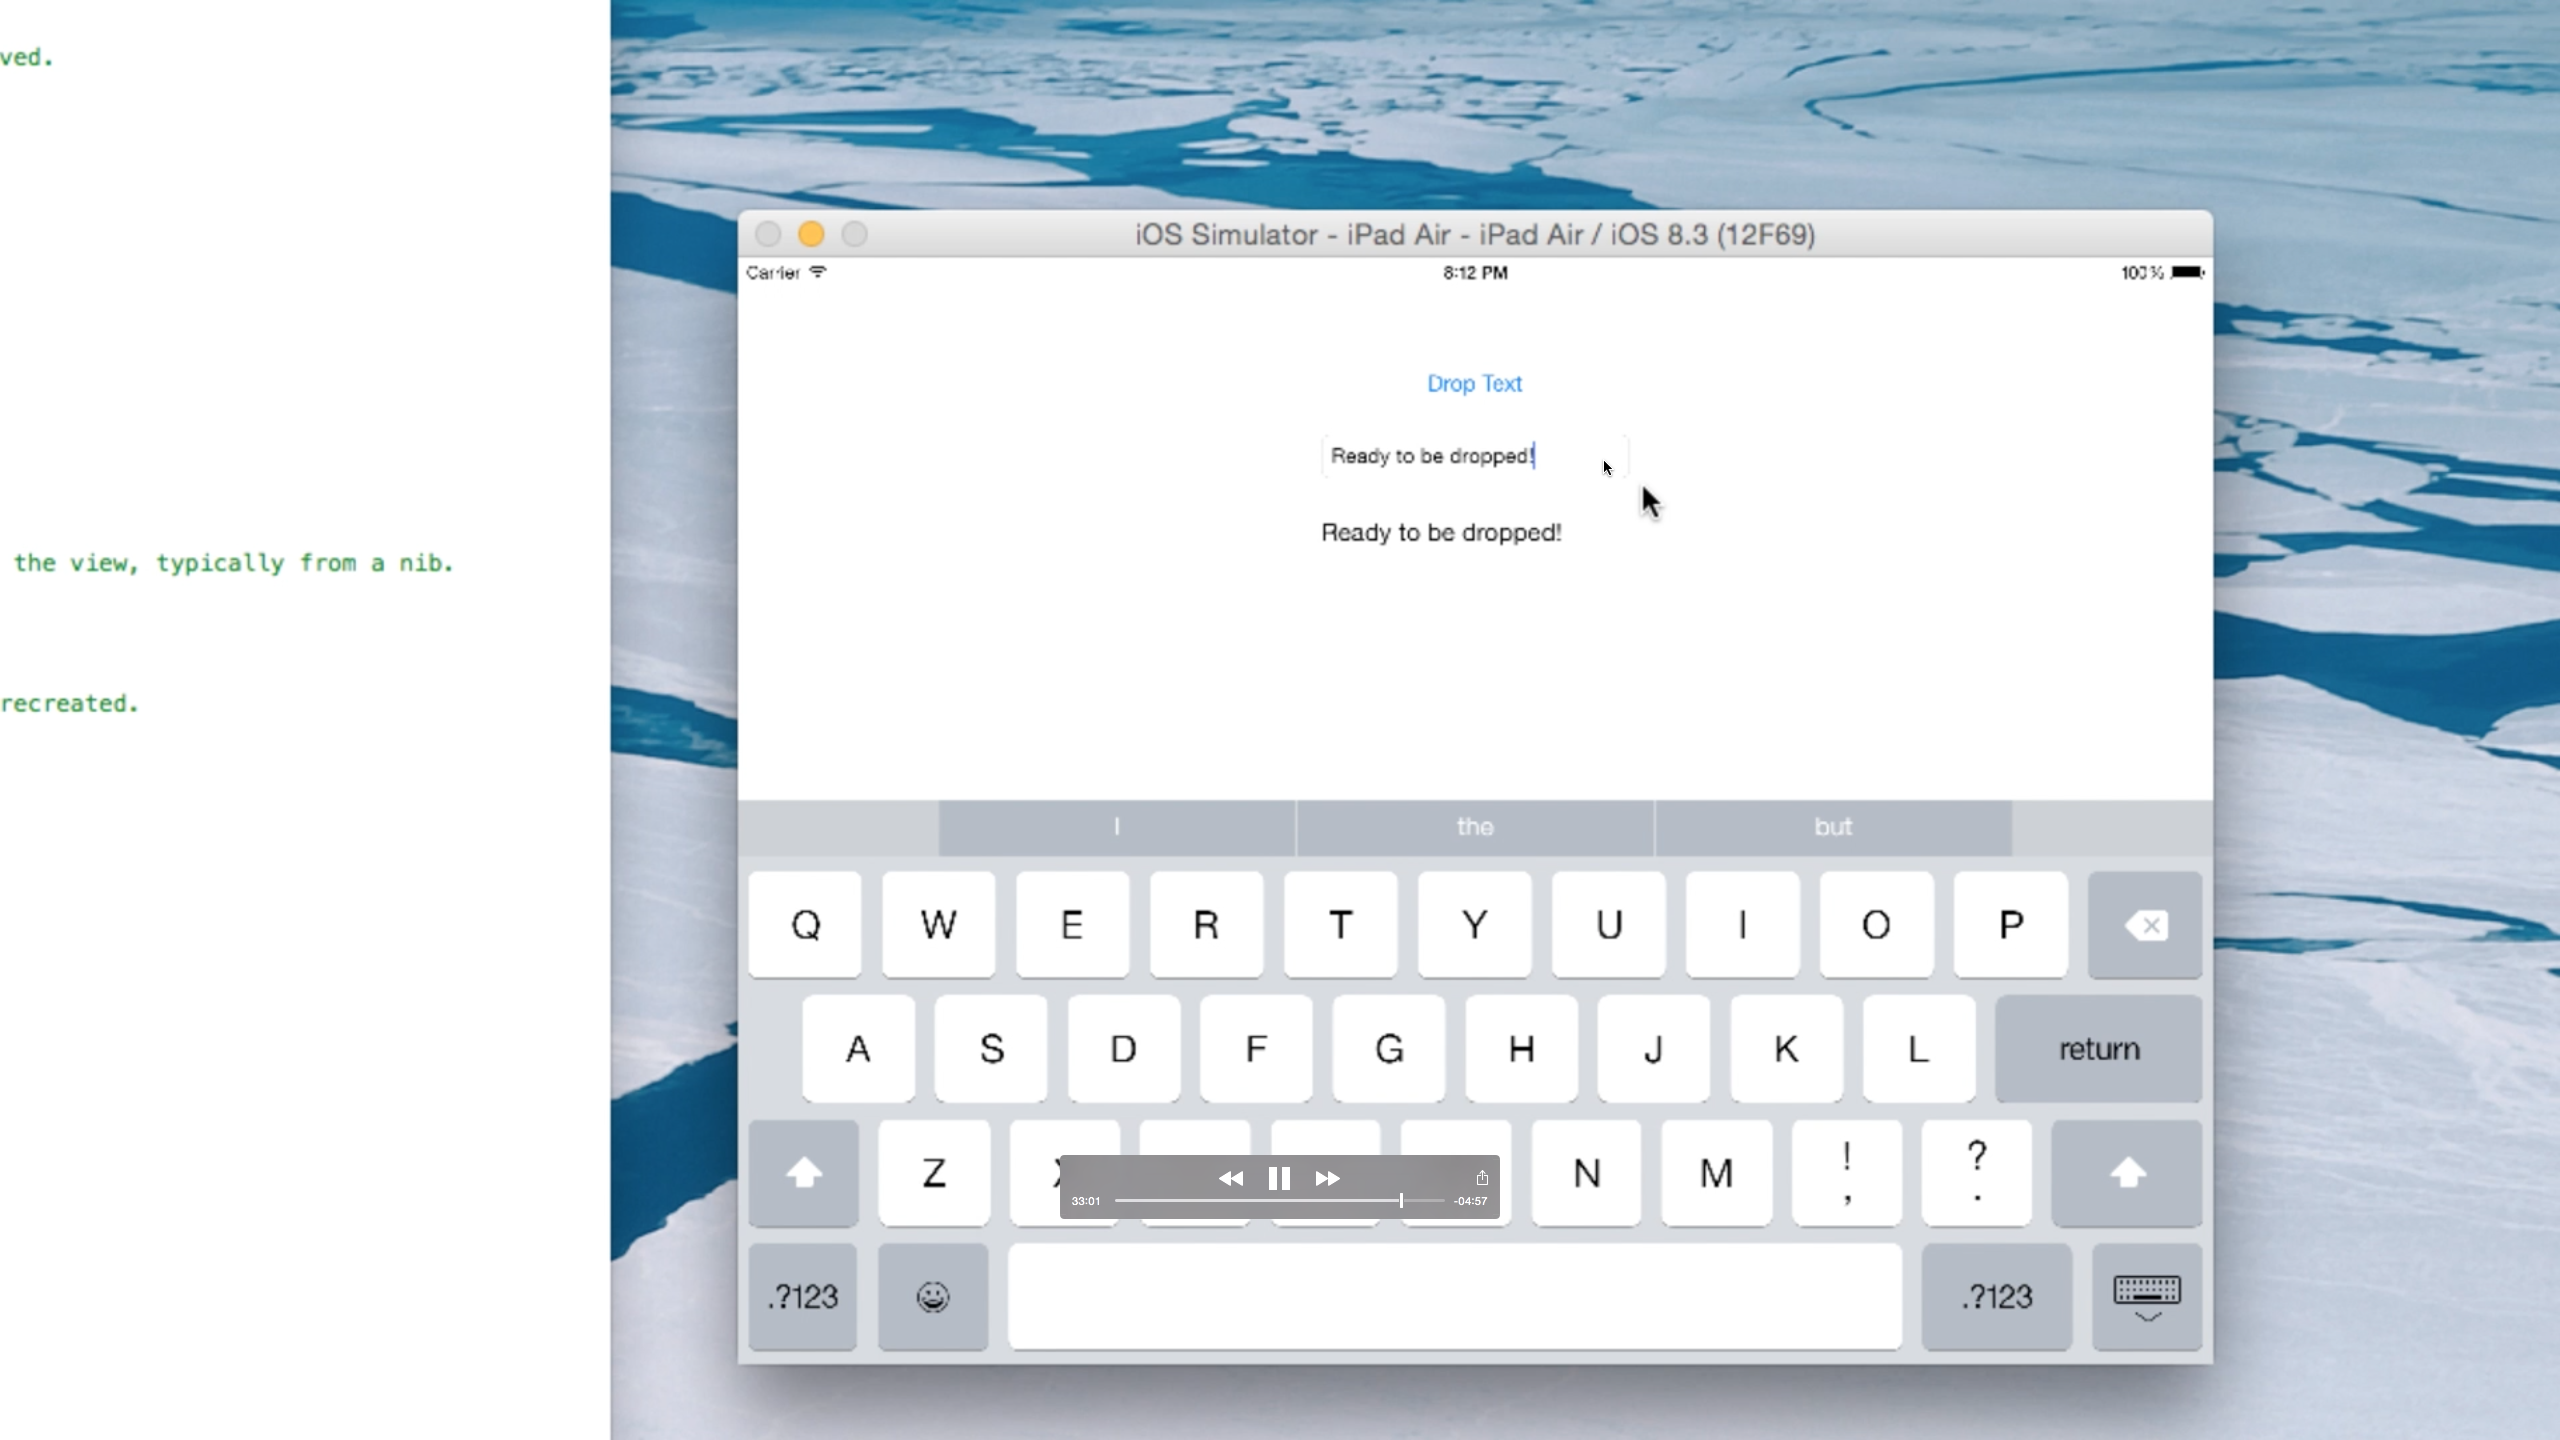 ved.
the view, typically from a nib.
recreated.
iOS Simulator - iPad Air - iPad Air / iOS 8.3 (12F69)
Carrier 8:12 PM 100%
Drop Text
Ready to be dropped!
Ready to be dropped!
I the but
Q W E R T Y U I O P
A S D F G H J K L return
Z N M ! , ? .
33:01 -04:57
.?123 .?123